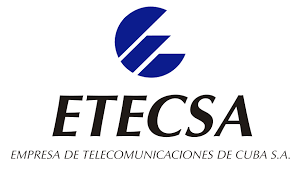 ETECSA
EMPRESA DE TELECOMUNICACIONES DE CUBA S.A.